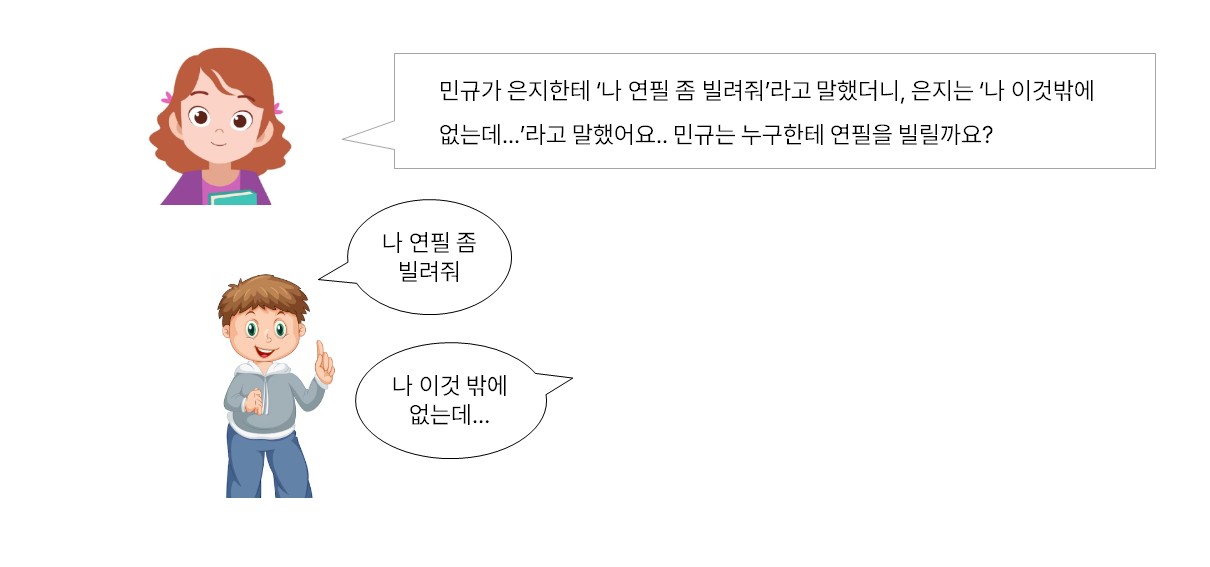 민규가 은지한테 ‘나 연필 좀 빌려줘’라고 말했더니, 은지는 ‘나 이것밖에
없는데...’라고 말했어요.. 민규는 누구한테 연필을 빌릴까요?
나 연필 좀
빌려줘
나 이것 밖에
없는데...